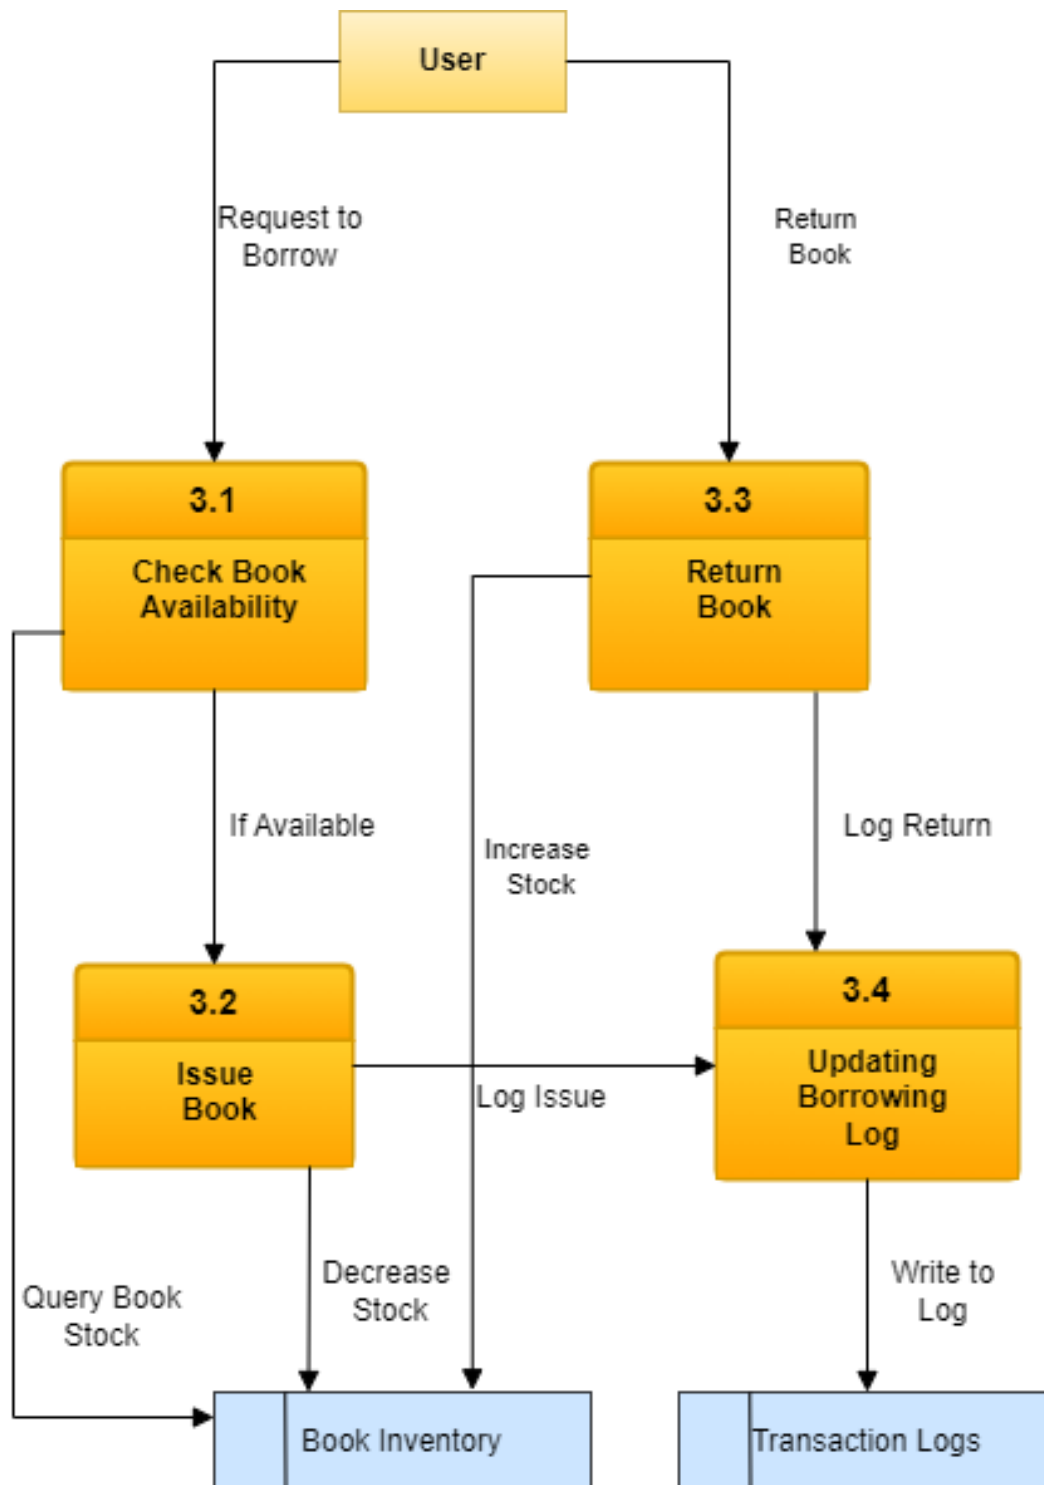 User
Request to
Borrow
Return
Book
3.1
Check Book
Availability
3.3
Return
Book
If Available
Increase
Stock
Log Return
3.2
Issue
Book
Log Issue
3.4
Updating
Borrowing
Log
Query Book
Stock
Decrease
Stock
Write to
Log
Book Inventory
Transaction Logs